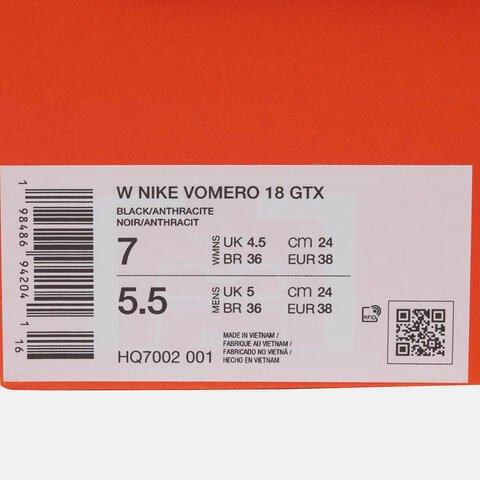 W NIKE VOMERO 18 GTX
BLACK/ANTHRACITE
NOIR/ANTHRACIT
7 WMNS UK 4.5 cm 24
BR 36 EUR 38
5.5 MENS UK 5 cm 24
BR 36 EUR 38
MADE IN VIETNAM /
FABRIQUE AU VIETNAM /
FABRICADO NO VIETNÃ /
HECHO EN VIETNAM
HQ7002 001
RFID
1 98486 94204 1 16